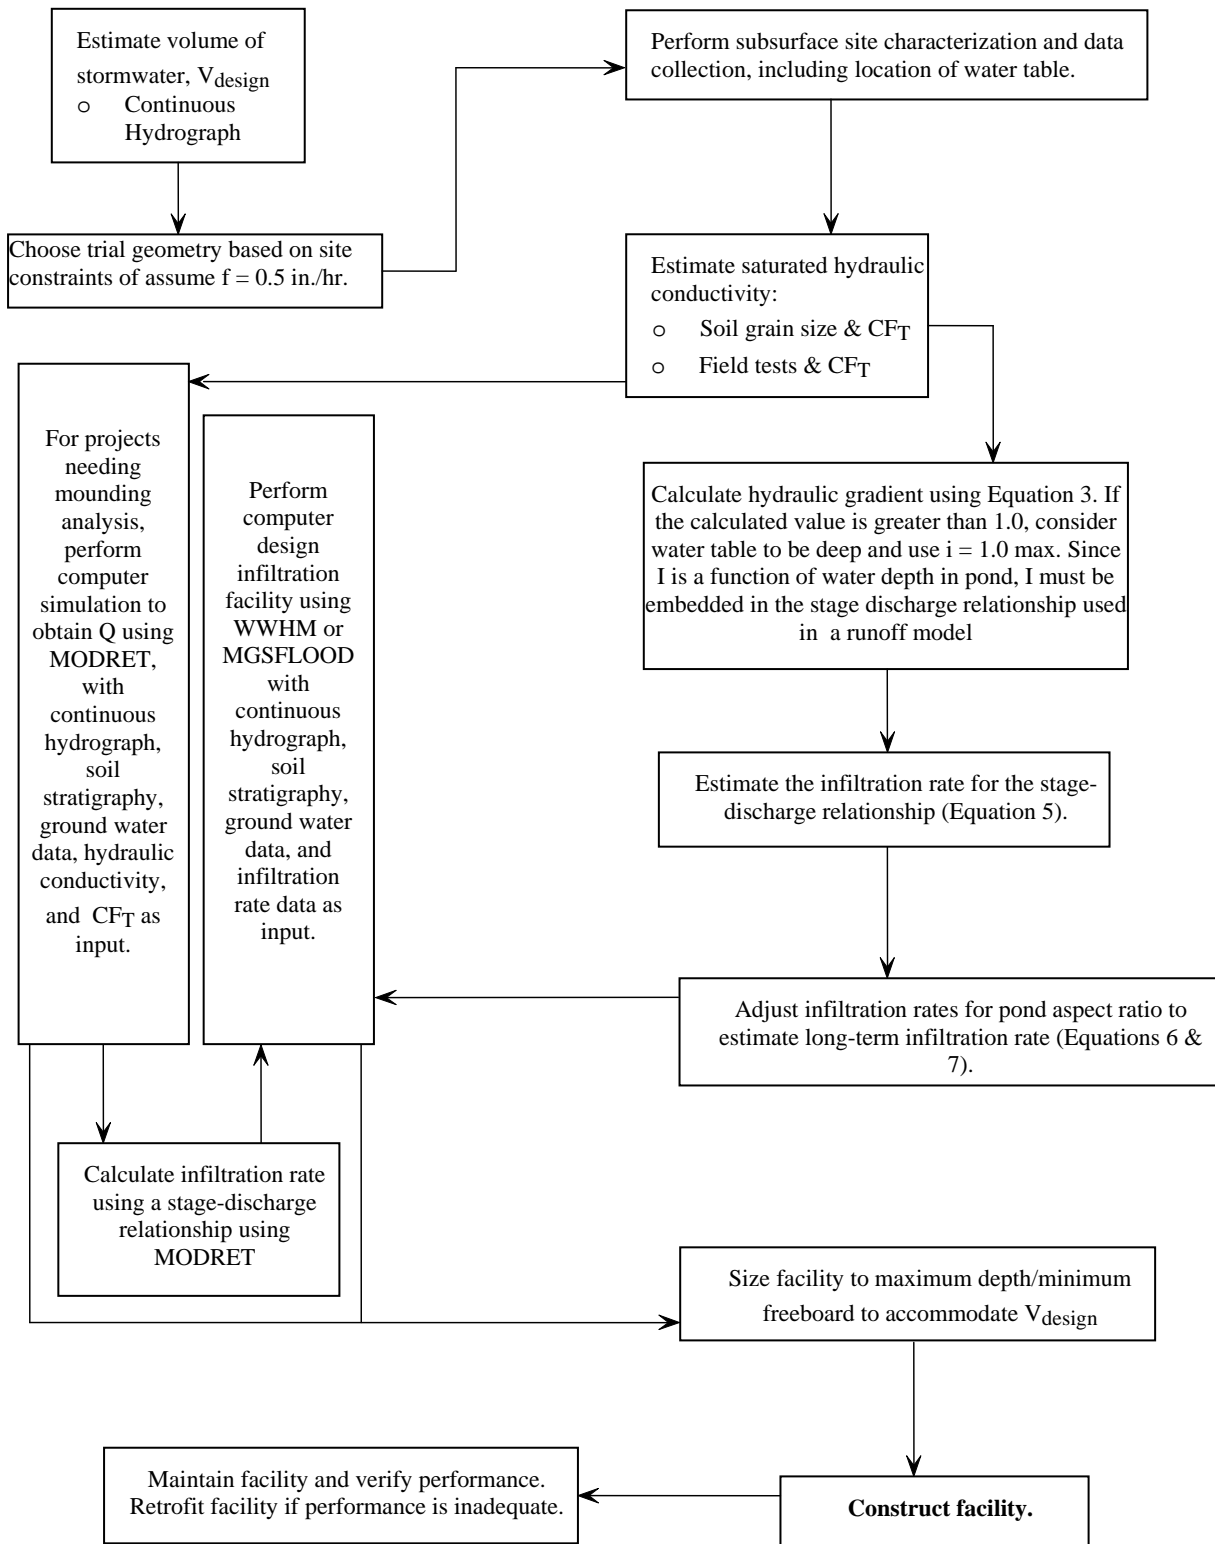 Estimate volume of
stormwater, Vdesign
o Continuous
Hydrograph
Perform subsurface site characterization and data
collection, including location of water table.
Choose trial geometry based on site
constraints of assume f = 0.5 in./hr.
Estimate saturated hydraulic
conductivity:
o Soil grain size & CFT
o Field tests & CFT
For projects
needing
mounding
analysis,
perform
computer
simulation to
obtain Q using
MODRET,
with
continuous
hydrograph,
soil
stratigraphy,
ground water
data, hydraulic
conductivity,
and CFT as
input.
Perform
computer
design
infiltration
facility using
WWHM or
MGSFLOOD
with
continuous
hydrograph,
soil
stratigraphy,
ground water
data, and
infiltration
rate data as
input.
Calculate hydraulic gradient using Equation 3. If
the calculated value is greater than 1.0, consider
water table to be deep and use i = 1.0 max. Since
I is a function of water depth in pond, I must be
embedded in the stage discharge relationship used
in a runoff model
Estimate the infiltration rate for the stage-
discharge relationship (Equation 5).
Adjust infiltration rates for pond aspect ratio to
estimate long-term infiltration rate (Equations 6 &
7).
Calculate infiltration rate
using a stage-discharge
relationship using
MODRET
Size facility to maximum depth/minimum
freeboard to accommodate Vdesign
Maintain facility and verify performance.
Retrofit facility if performance is inadequate.
Construct facility.